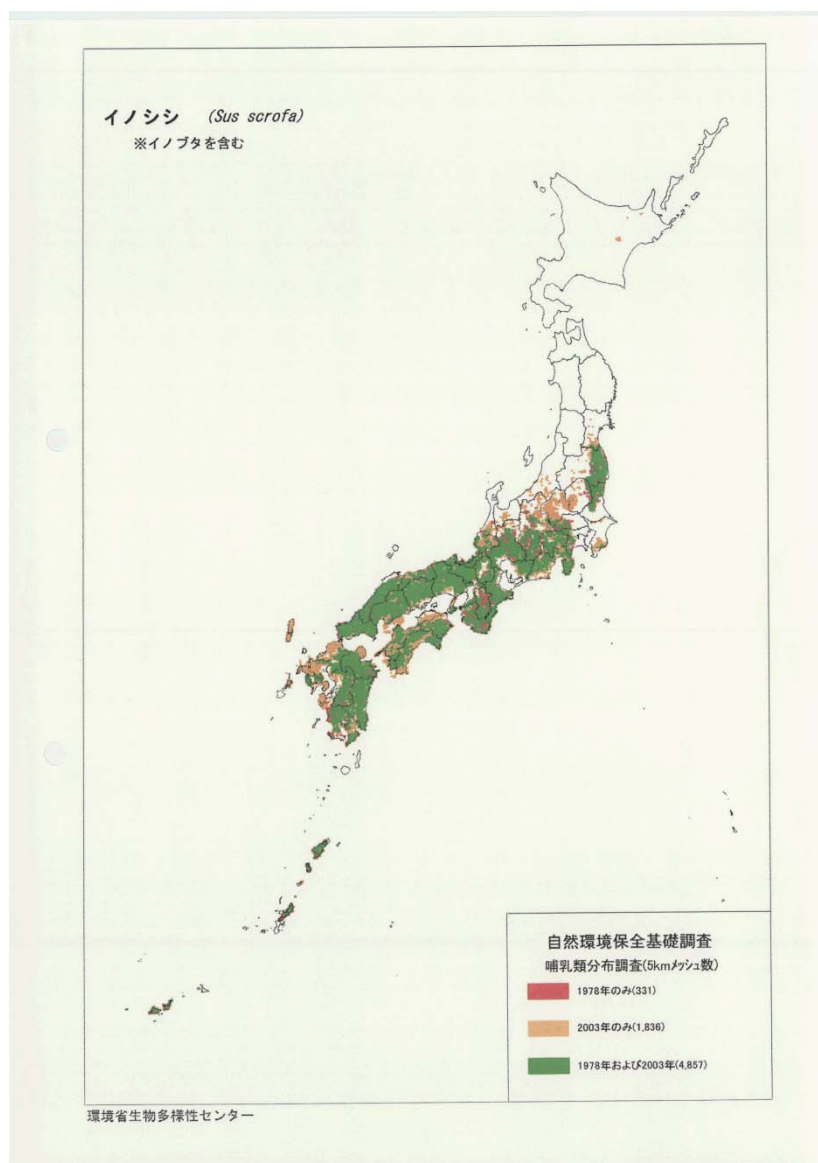 イノシシ (Sus scrofa)
※イノブタを含む
自然環境保全基礎調査
哺乳類分布調査(5kmメッシュ数)
1978年のみ(331)
2003年のみ(1,836)
1978年および2003年(4,857)
環境省生物多様性センター